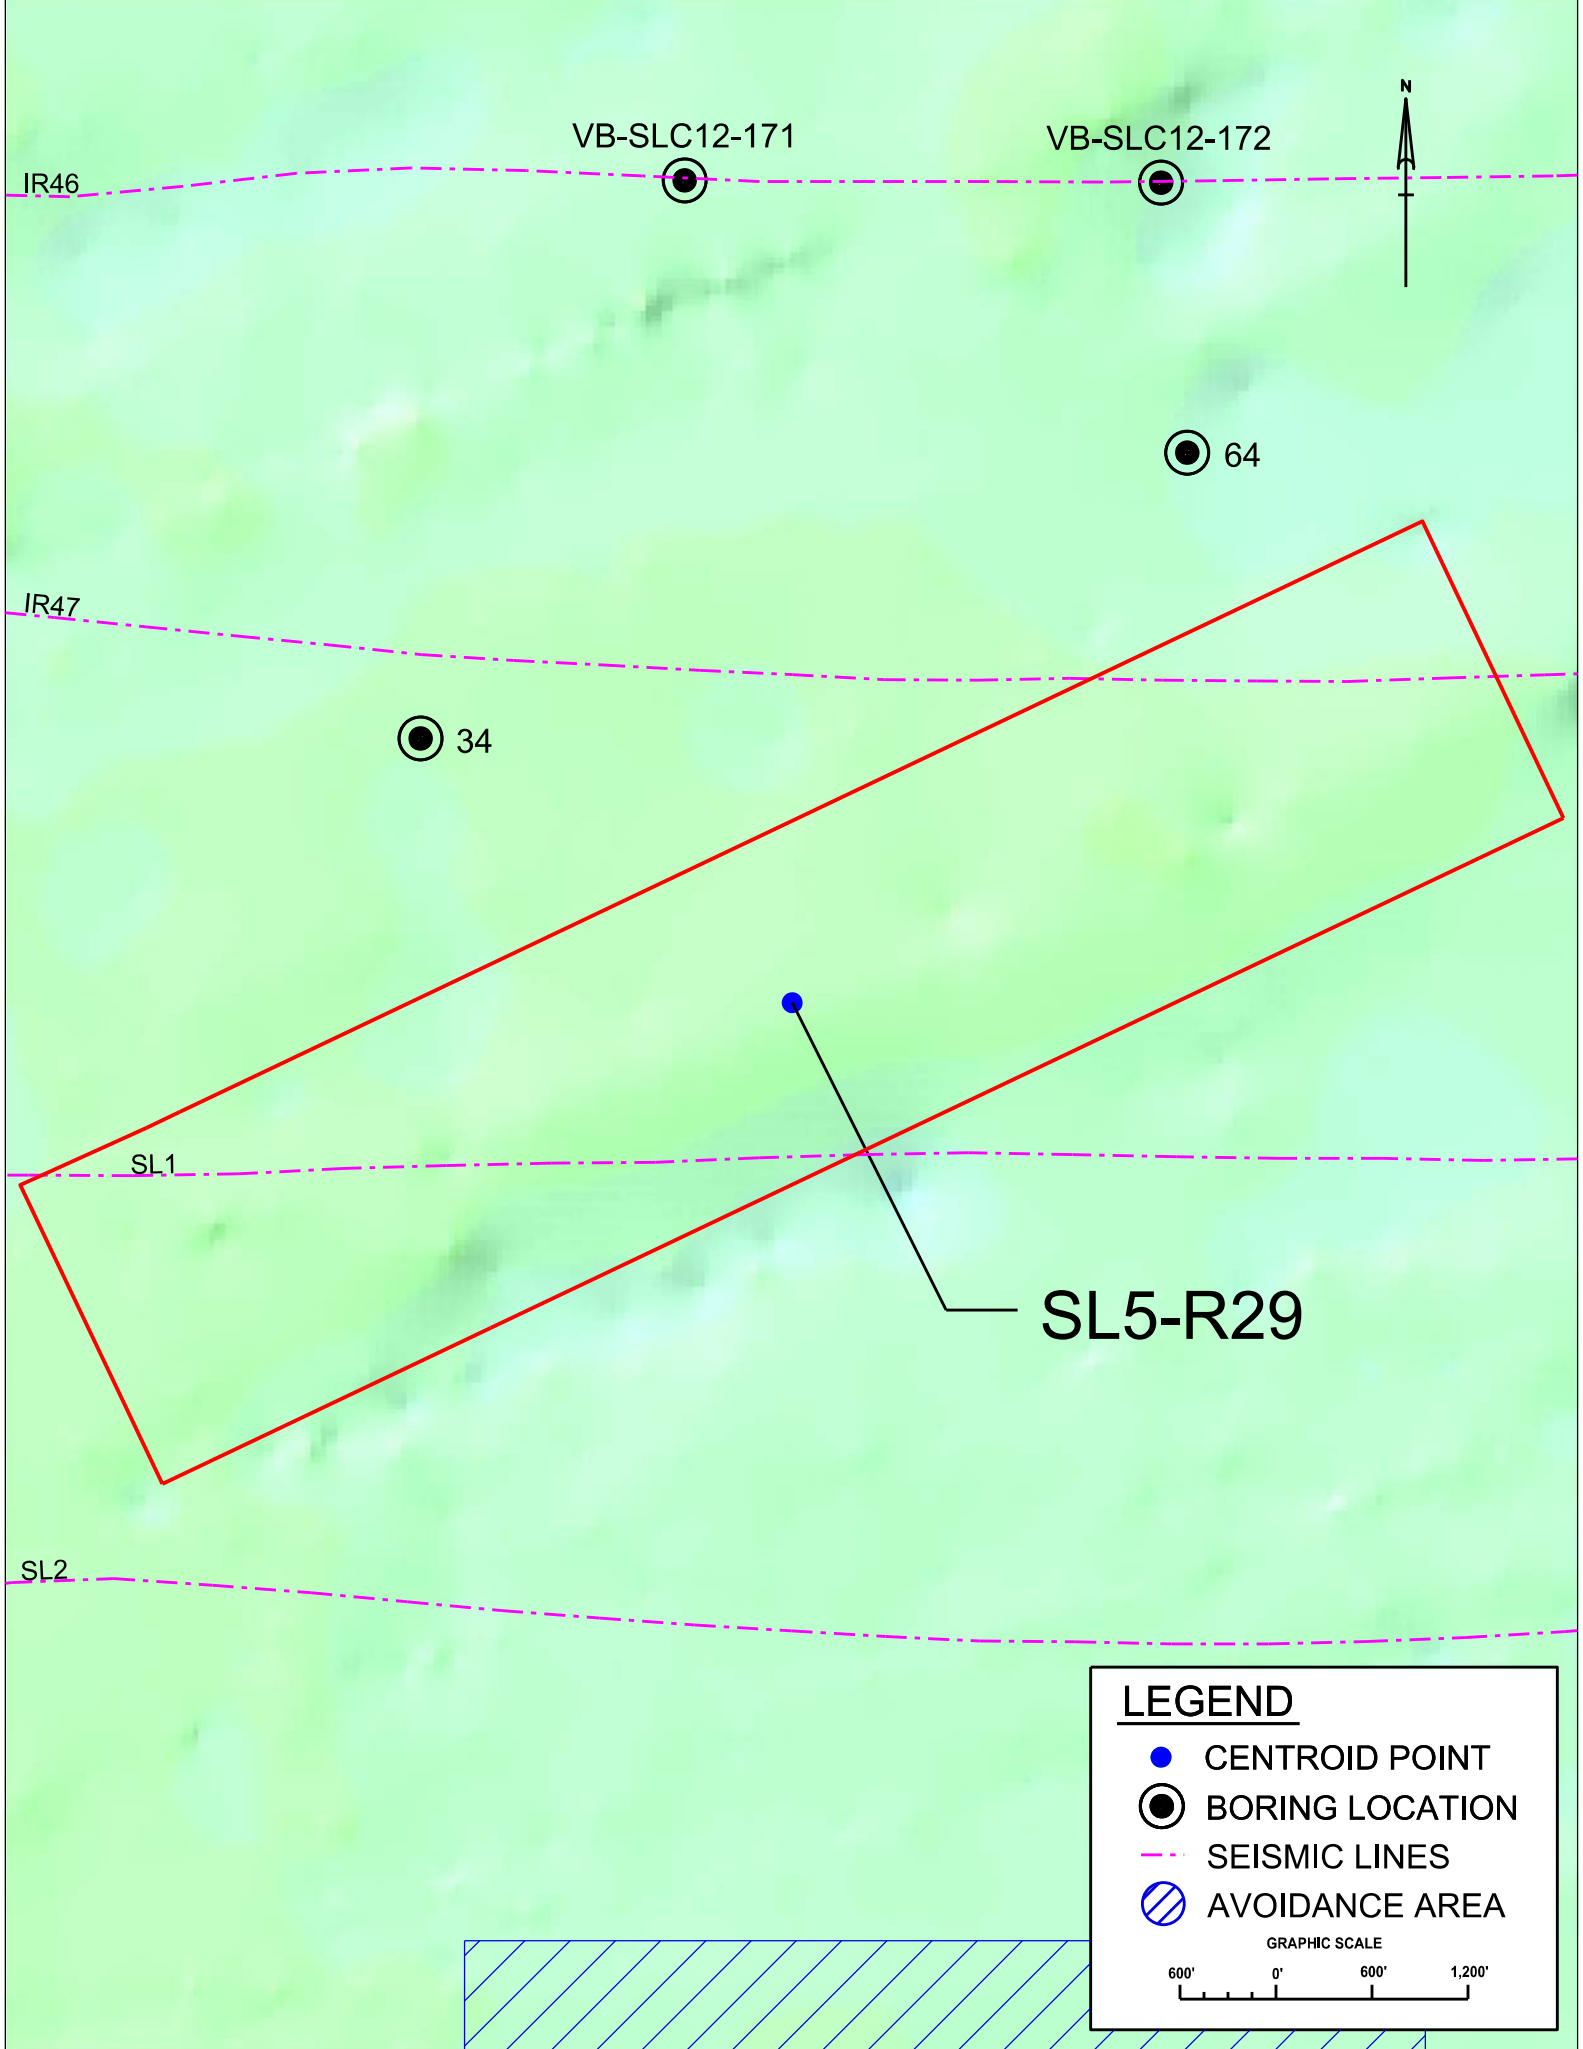 N
VB-SLC12-171
VB-SLC12-172
IR46
64
IR47
34
SL1
SL5-R29
SL2
LEGEND
CENTROID POINT
BORING LOCATION
SEISMIC LINES
AVOIDANCE AREA
GRAPHIC SCALE
600' 0' 600' 1,200'